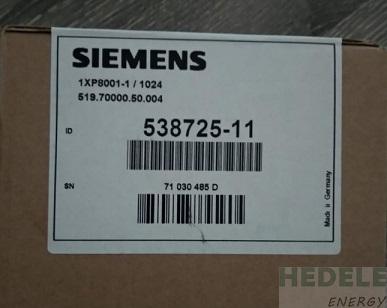 SIEMENS
1XP8001-1 / 1024
519.70000.50.004
ID 538725-11
SN 71 030 485 D
Made in Germany
HEDELE
ENERGY